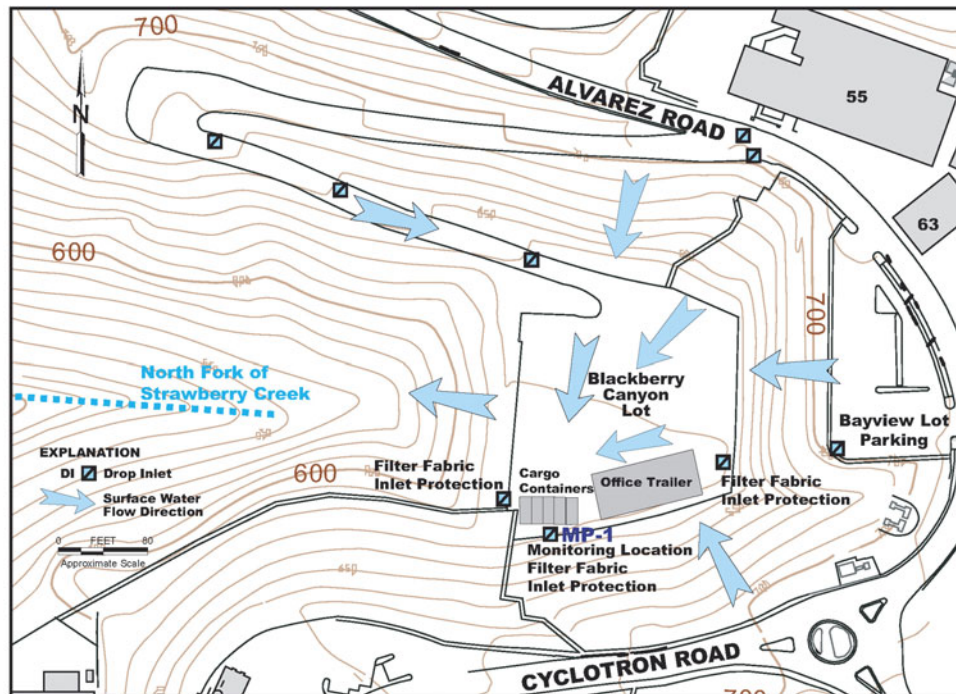 700
ALVAREZ ROAD
55
N
63
600
700
North Fork of
Strawberry Creek
Blackberry
Canyon
Lot
Bayview Lot
Parking
EXPLANATION
DI Drop Inlet
Surface Water
Flow Direction
0 FEET 80
Approximate Scale
600
Filter Fabric
Inlet Protection
Cargo
Containers
Office Trailer
Filter Fabric
Inlet Protection
MP-1
Monitoring Location
Filter Fabric
Inlet Protection
650
CYCLOTRON ROAD
700